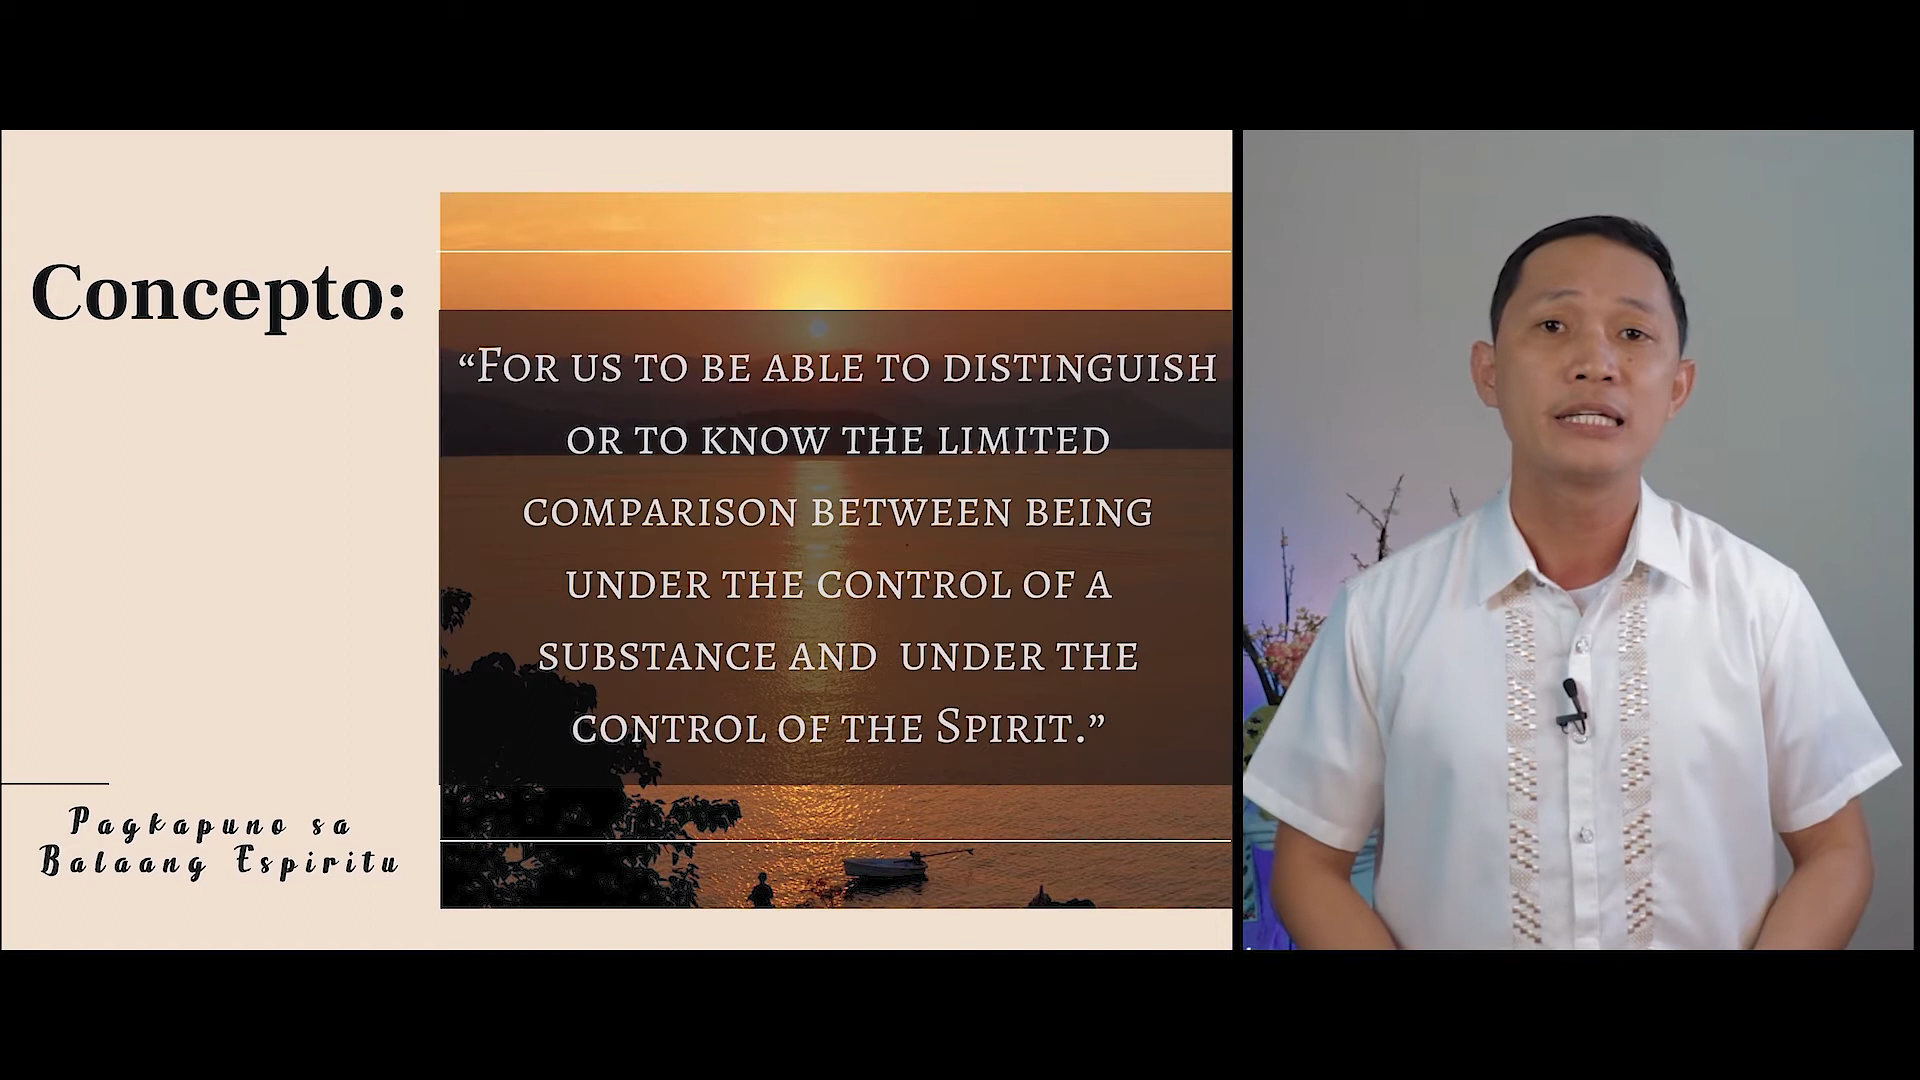 Concepto:
“For us to be able to distinguish
or to know the limited
comparison between being
under the control of a
substance and under the
control of the Spirit.”
Pagkapuno sa
Balaang Espiritu